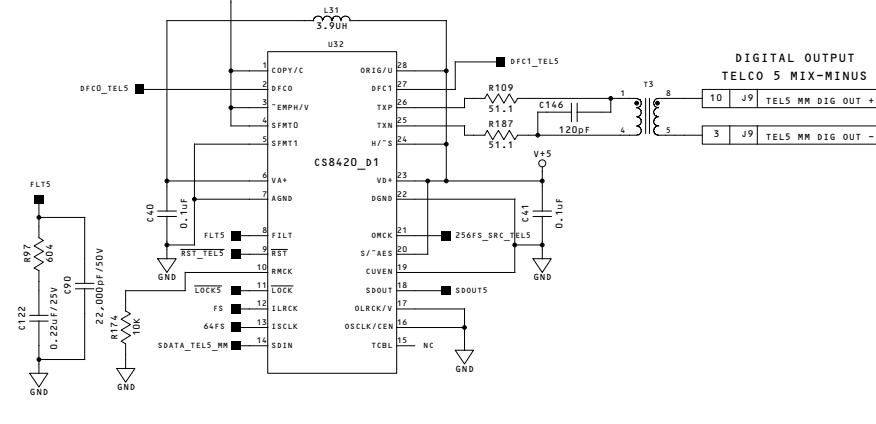 L31
3.9UH
U32
1 COPY/C ORIG/U 28
DFC0_TEL5 2 DFC0 DFC1 27 DFC1_TEL5
3 ~EMPH/V TXP 26
4 SFMT0 TXN 25
5 SFMT1 H/~S 24
CS8420_D1
6 VA+ VD+ 23
7 AGND DGND 22
FLT5 8 FILT OMCK 21 256FS_SRC_TEL5
RST_TEL5 9 RST S/~AES 20
10 RMCK CUVEN 19
LOCK5 11 LOCK SDOUT 18 SDOUT5
FS 12 ILRCK OLRCK/V 17
64FS 13 ISCLK OSCLK/CEN 16
SDATA_TEL5_MM 14 SDIN TCBL 15 NC
R109
51.1
R187
51.1
C146
120pF
T3
1 8
4 5
DIGITAL OUTPUT
TELCO 5 MIX-MINUS
10 J9 TEL5 MM DIG OUT +
3 J9 TEL5 MM DIG OUT -
V+5
C41
0.1uF
GND
GND
C40
0.1uF
GND
FLT5
R97
604
C90
22,000pF/50V
C122
0.22uF/25V
GND
R174
10K
GND